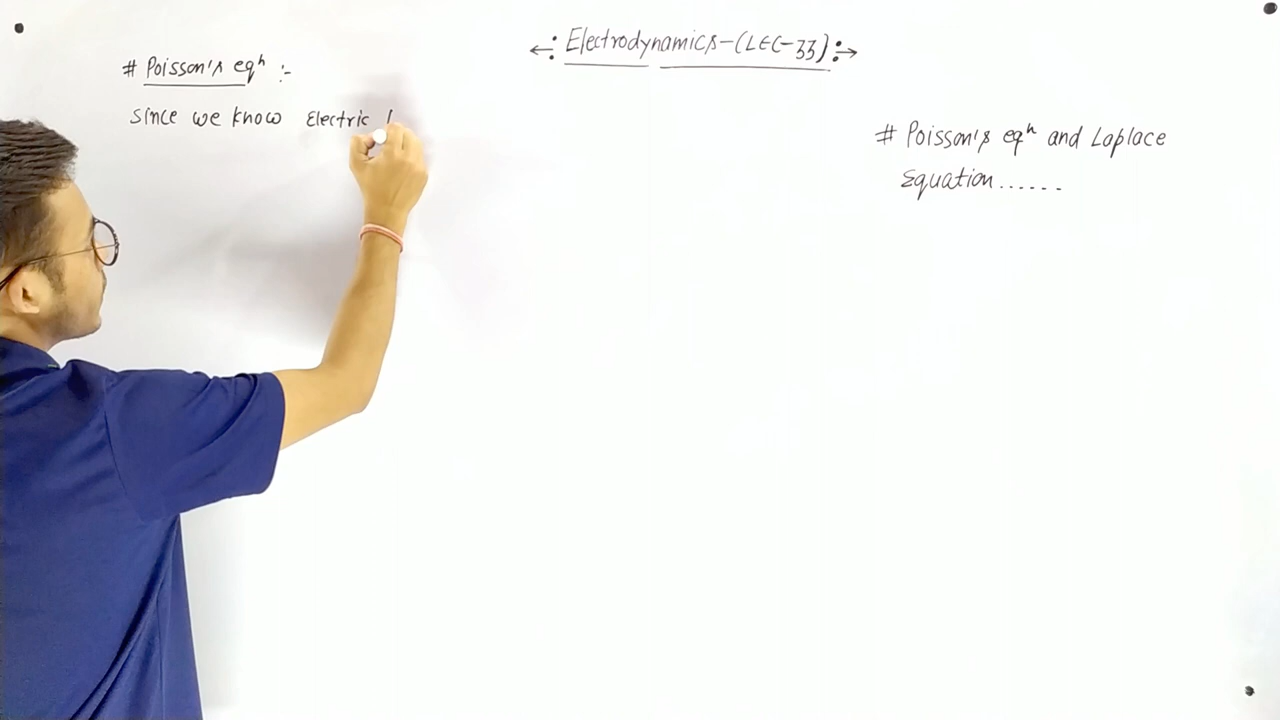 ←: Electrodynamics-(LEC-33) :→
# Poisson's eqⁿ :-
Since we know Electric
# Poisson's eqⁿ and Laplace
Equation......